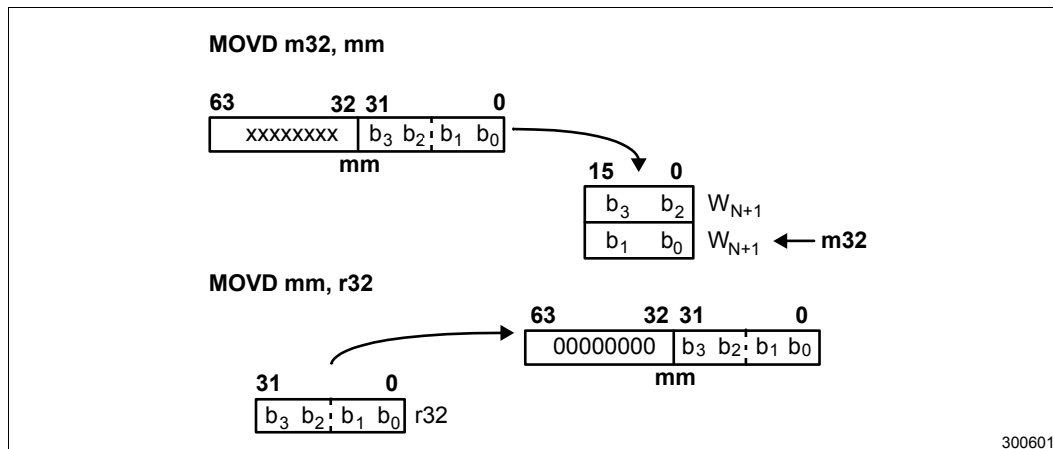 MOVD m32, mm
63 32 31 0
xxxxxxxx b3 b2 b1 b0
mm
15 0
b3 b2 WN+1
b1 b0 WN+1 m32
MOVD mm, r32
63 32 31 0
00000000 b3 b2 b1 b0
mm
31 0
b3 b2 b1 b0 r32
300601